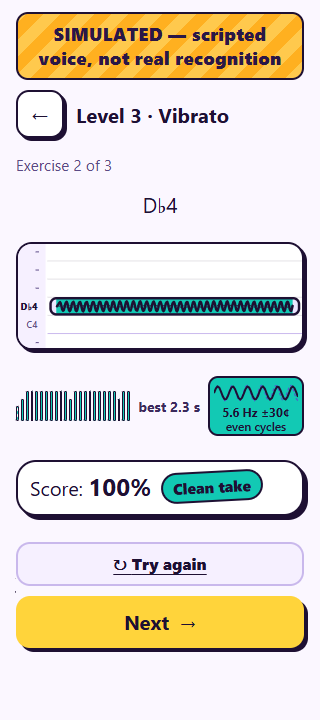 SIMULATED — scripted
voice, not real recognition
← Level 3 · Vibrato
Exercise 2 of 3
D♭4
D♭4
C4
best 2.3 s
5.6 Hz ±30¢
even cycles
Score: 100% Clean take
↻ Try again
Next →